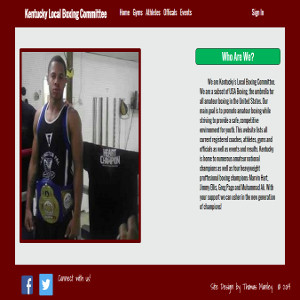 Kentucky Local Boxing Committee
Home Gyms Athletes Officials Events
Sign In
Who Are We?
We are Kentucky's Local Boxing Committee.
We are a subset of USA Boxing, the umbrella for
all amateur boxing in the United States. Our
main goal is to promote amateur boxing while
striving to provide a safe, competitive
environment for youth. This website lists all
current registered coaches, athletes, gyms and
officials as well as events and results. Kentucky
is home to numerous amateur national
champions as well as four heavyweight
proffesional boxing champions: Marvin Hart,
Jimmy Ellis, Greg Page and Muhammad Ali. With
your support we can usher in the new generation
of champions!
Connect with us!
Site Design by Thomas Manley © 2014